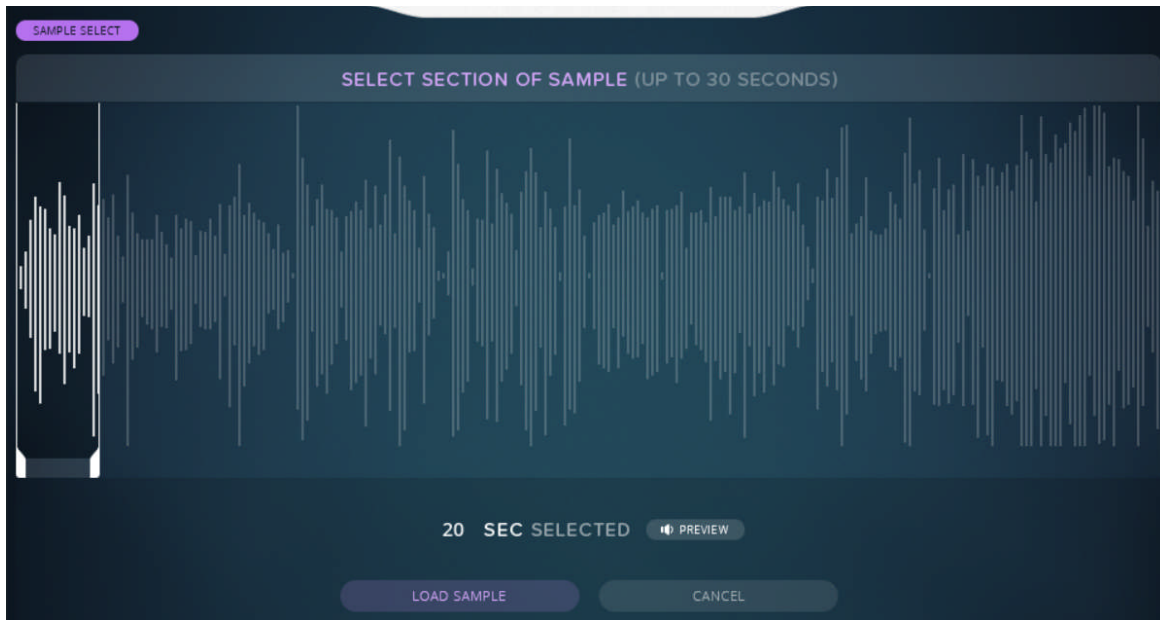 SAMPLE SELECT
SELECT SECTION OF SAMPLE (UP TO 30 SECONDS)
20 SEC SELECTED PREVIEW
LOAD SAMPLE CANCEL